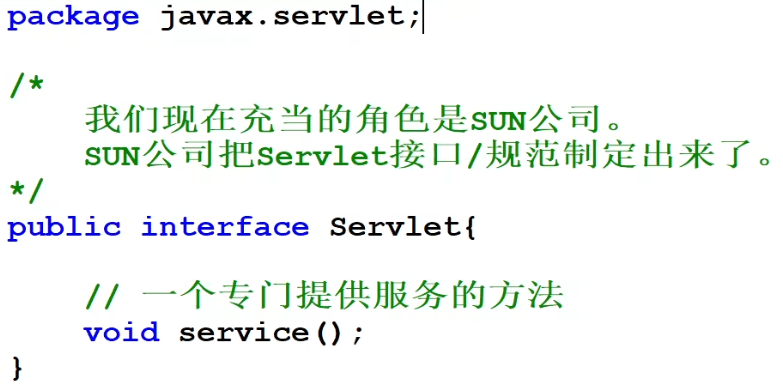 package javax.servlet;
/*
我们现在充当的角色是SUN公司。
SUN公司把Servlet接口/规范制定出来了。
*/
public interface Servlet{
// 一个专门提供服务的方法
void service();
}